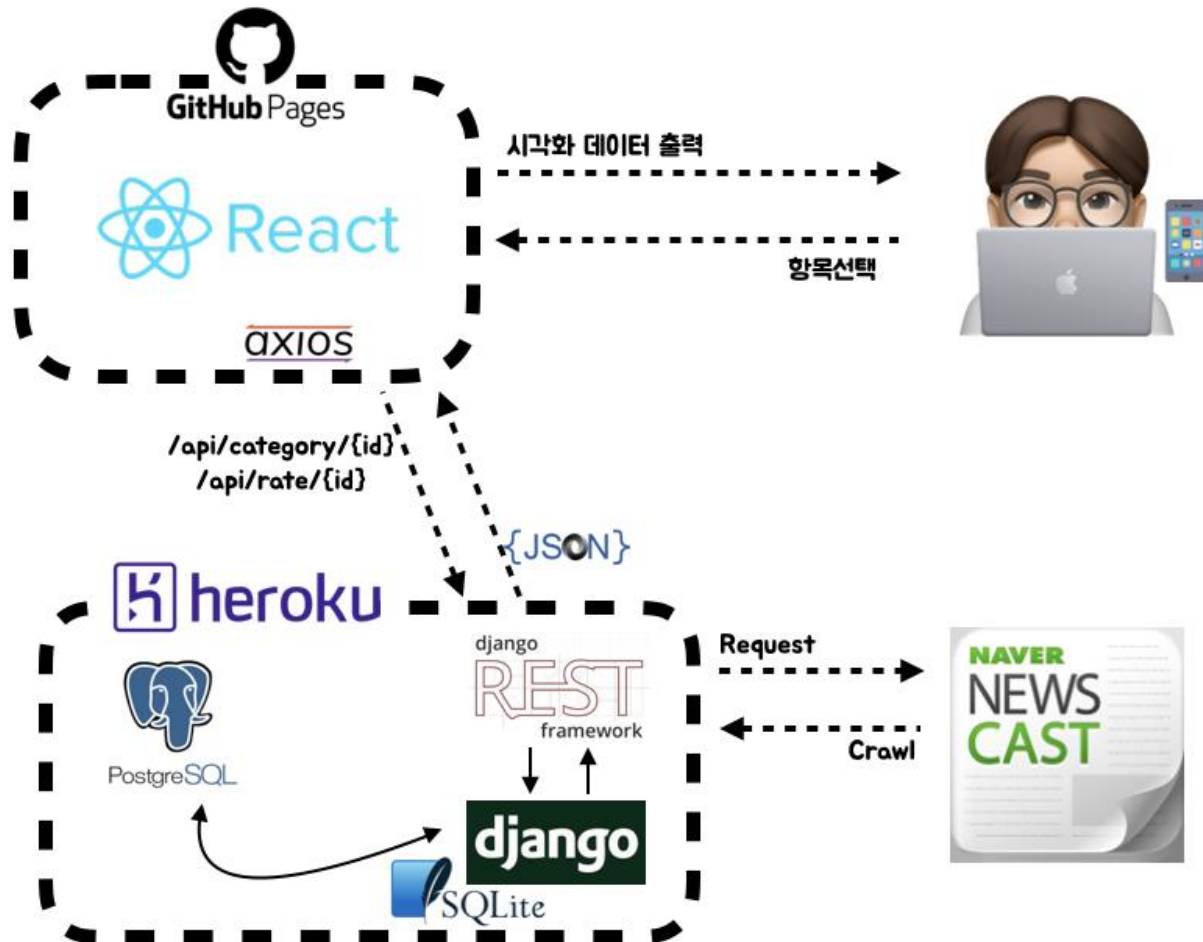 GitHub Pages
시각화 데이터 출력
React
항목선택
axios
/api/category/{id}
/api/rate/{id}
{JSON}
heroku
django
REST
framework
Request
NAVER
NEWS
CAST
Crawl
PostgreSQL
django
SQLite